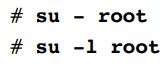 # su - root
# su -l root